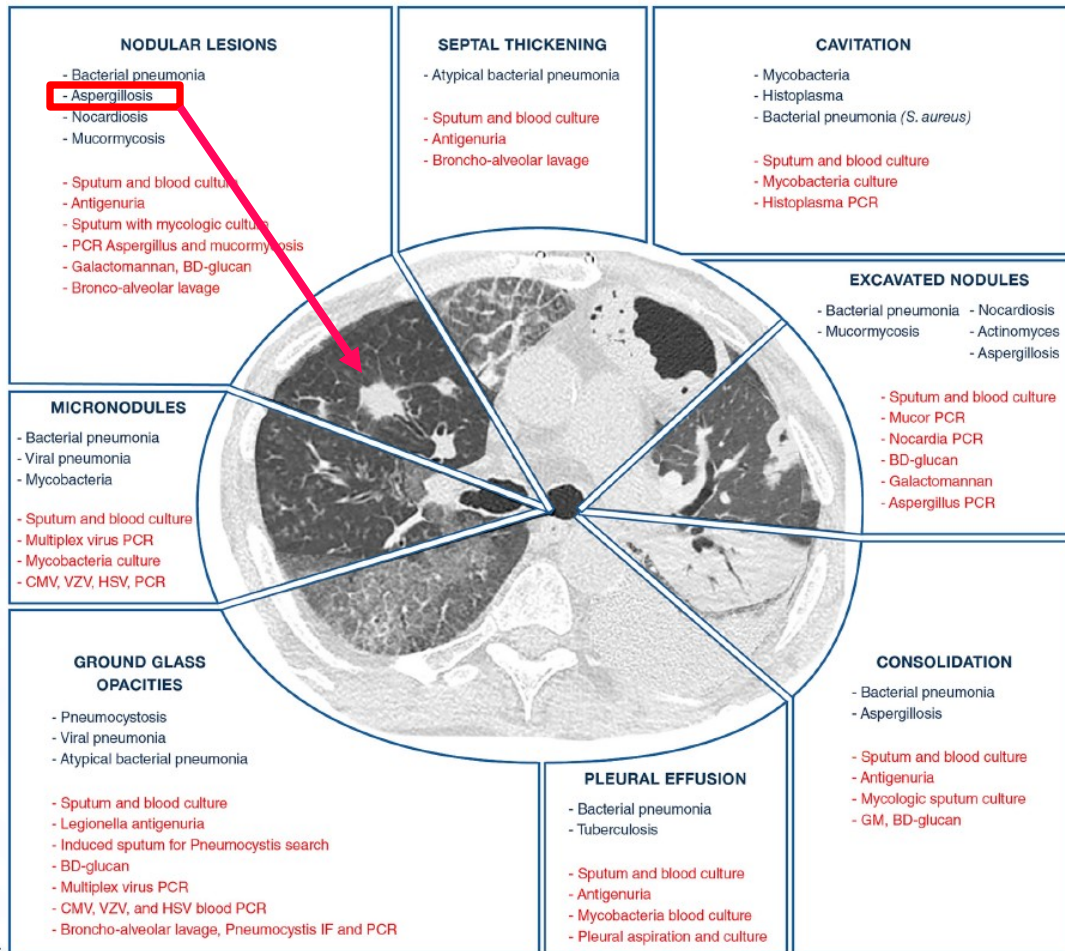 NODULAR LESIONS
- Bacterial pneumonia
- Aspergillosis
- Nocardiosis
- Mucormycosis
- Sputum and blood culture
- Antigenuria
- Sputum with mycologic culture
- PCR Aspergillus and mucormycosis
- Galactomannan, BD-glucan
- Bronco-alveolar lavage
SEPTAL THICKENING
- Atypical bacterial pneumonia
- Sputum and blood culture
- Antigenuria
- Broncho-alveolar lavage
CAVITATION
- Mycobacteria
- Histoplasma
- Bacterial pneumonia (S. aureus)
- Sputum and blood culture
- Mycobacteria culture
- Histoplasma PCR
EXCAVATED NODULES
- Bacterial pneumonia - Nocardiosis
- Mucormycosis - Actinomyces
- Aspergillosis
- Sputum and blood culture
- Mucor PCR
- Nocardia PCR
- BD-glucan
- Galactomannan
- Aspergillus PCR
MICRONODULES
- Bacterial pneumonia
- Viral pneumonia
- Mycobacteria
- Sputum and blood culture
- Multiplex virus PCR
- Mycobacteria culture
- CMV, VZV, HSV, PCR
GROUND GLASS
OPACITIES
- Pneumocystosis
- Viral pneumonia
- Atypical bacterial pneumonia
- Sputum and blood culture
- Legionella antigenuria
- Induced sputum for Pneumocystis search
- BD-glucan
- Multiplex virus PCR
- CMV, VZV, and HSV blood PCR
- Broncho-alveolar lavage, Pneumocystis IF and PCR
PLEURAL EFFUSION
- Bacterial pneumonia
- Tuberculosis
- Sputum and blood culture
- Antigenuria
- Mycobacteria blood culture
- Pleural aspiration and culture
CONSOLIDATION
- Bacterial pneumonia
- Aspergillosis
- Sputum and blood culture
- Antigenuria
- Mycologic sputum culture
- GM, BD-glucan